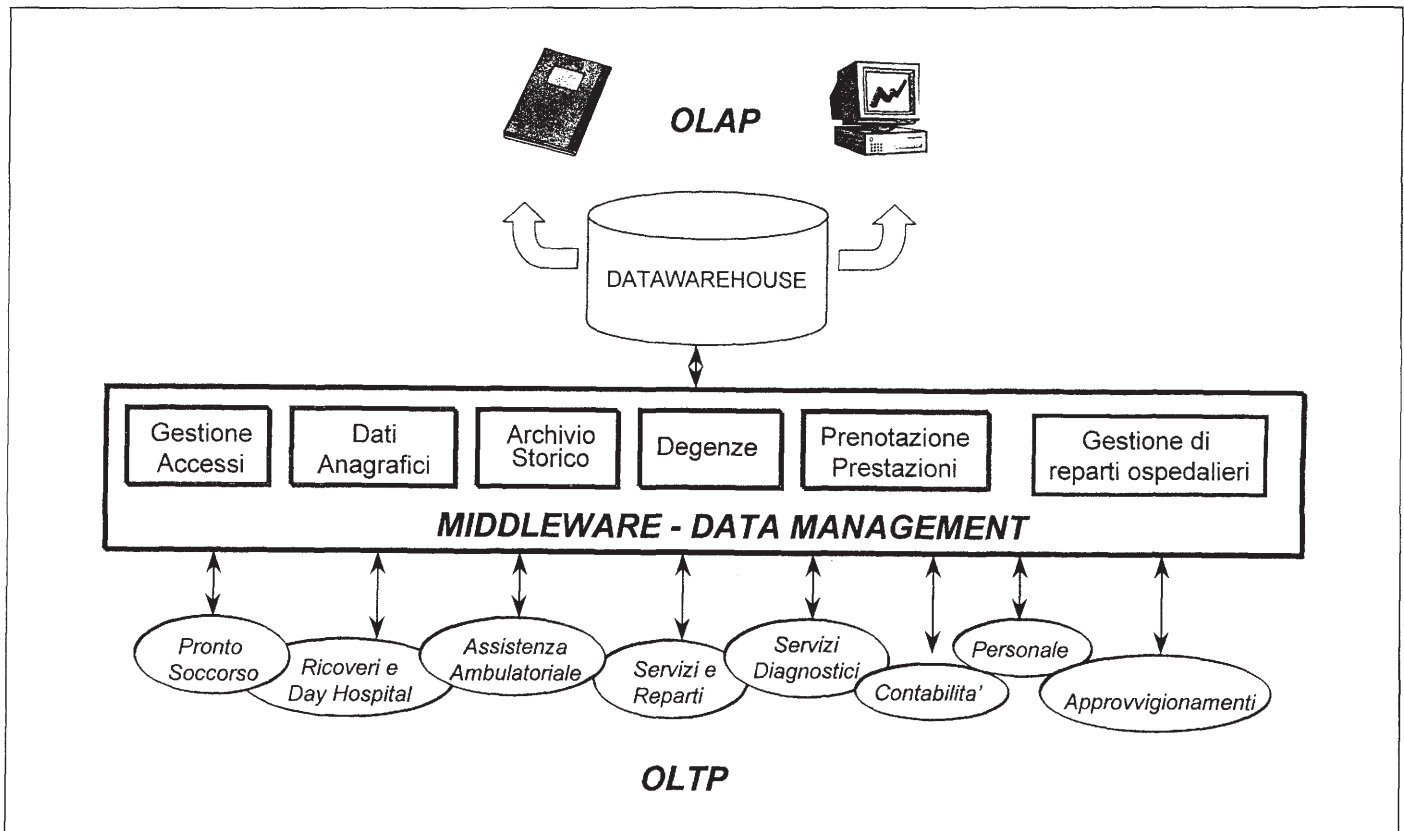 OLAP
DATAWAREHOUSE
Gestione
Accessi
Dati
Anagrafici
Archivio
Storico
Degenze
Prenotazione
Prestazioni
Gestione di
reparti ospedalieri
MIDDLEWARE - DATA MANAGEMENT
Pronto
Soccorso
Ricoveri e
Day Hospital
Assistenza
Ambulatoriale
Servizi e
Reparti
Servizi
Diagnostici
Contabilita'
Personale
Approvvigionamenti
OLTP